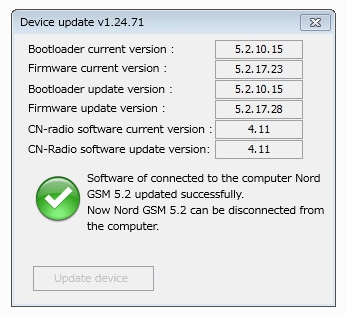 Device update v1.24.71
Bootloader current version : 5.2.10.15
Firmware current version : 5.2.17.23
Bootloader update version : 5.2.10.15
Firmware update version : 5.2.17.28
CN-radio software current version : 4.11
CN-Radio software update version: 4.11
Software of connected to the computer Nord
GSM 5.2 updated successfully.
Now Nord GSM 5.2 can be disconnected from
the computer.
Update device